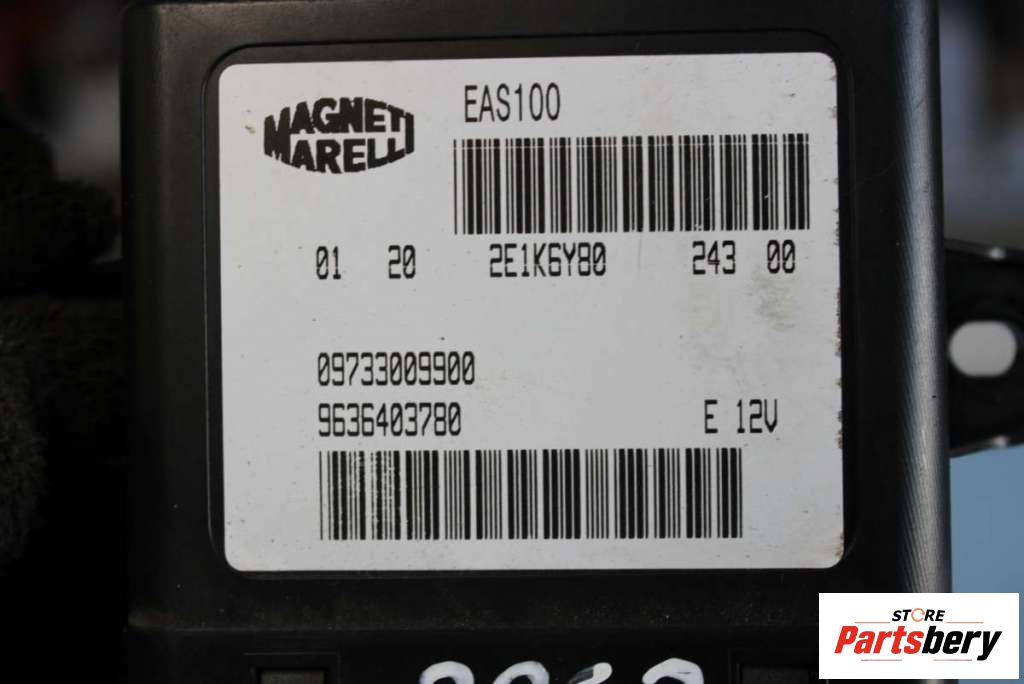 MAGNETI
MARELLI
EAS100
01 20 2E1K6Y80 243 00
09733009900
9636403780 E 12V
STORE
Partsbery